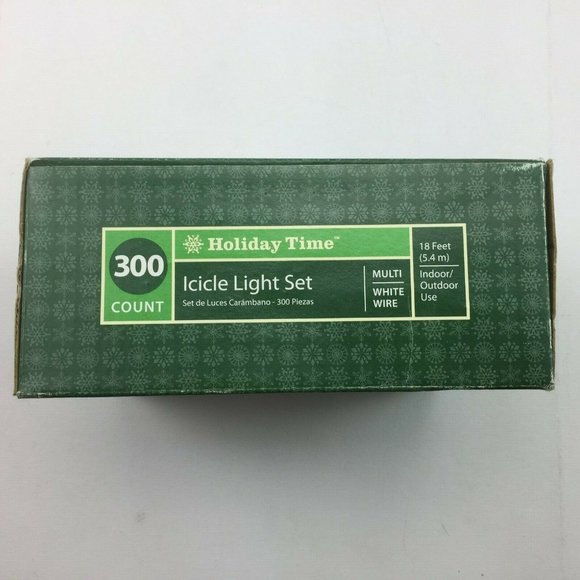 300
COUNT
Holiday Time™
Icicle Light Set
Set de Luces Carámbano - 300 Piezas
MULTI
WHITE
WIRE
18 Feet
(5.4 m)
Indoor/
Outdoor
Use